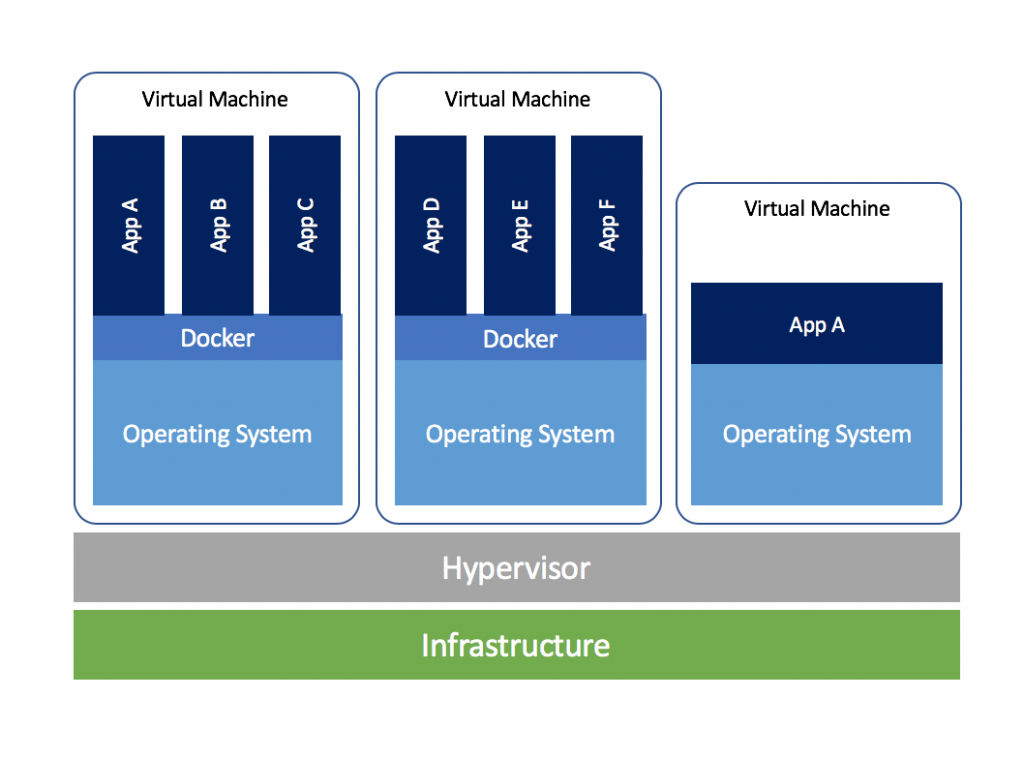 Virtual Machine
App A
App B
App C
Docker
Operating System
Virtual Machine
App D
App E
App F
Docker
Operating System
Virtual Machine
App A
Operating System
Hypervisor
Infrastructure